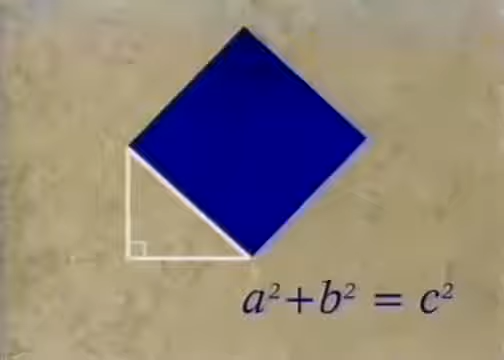 a²+b² = c²